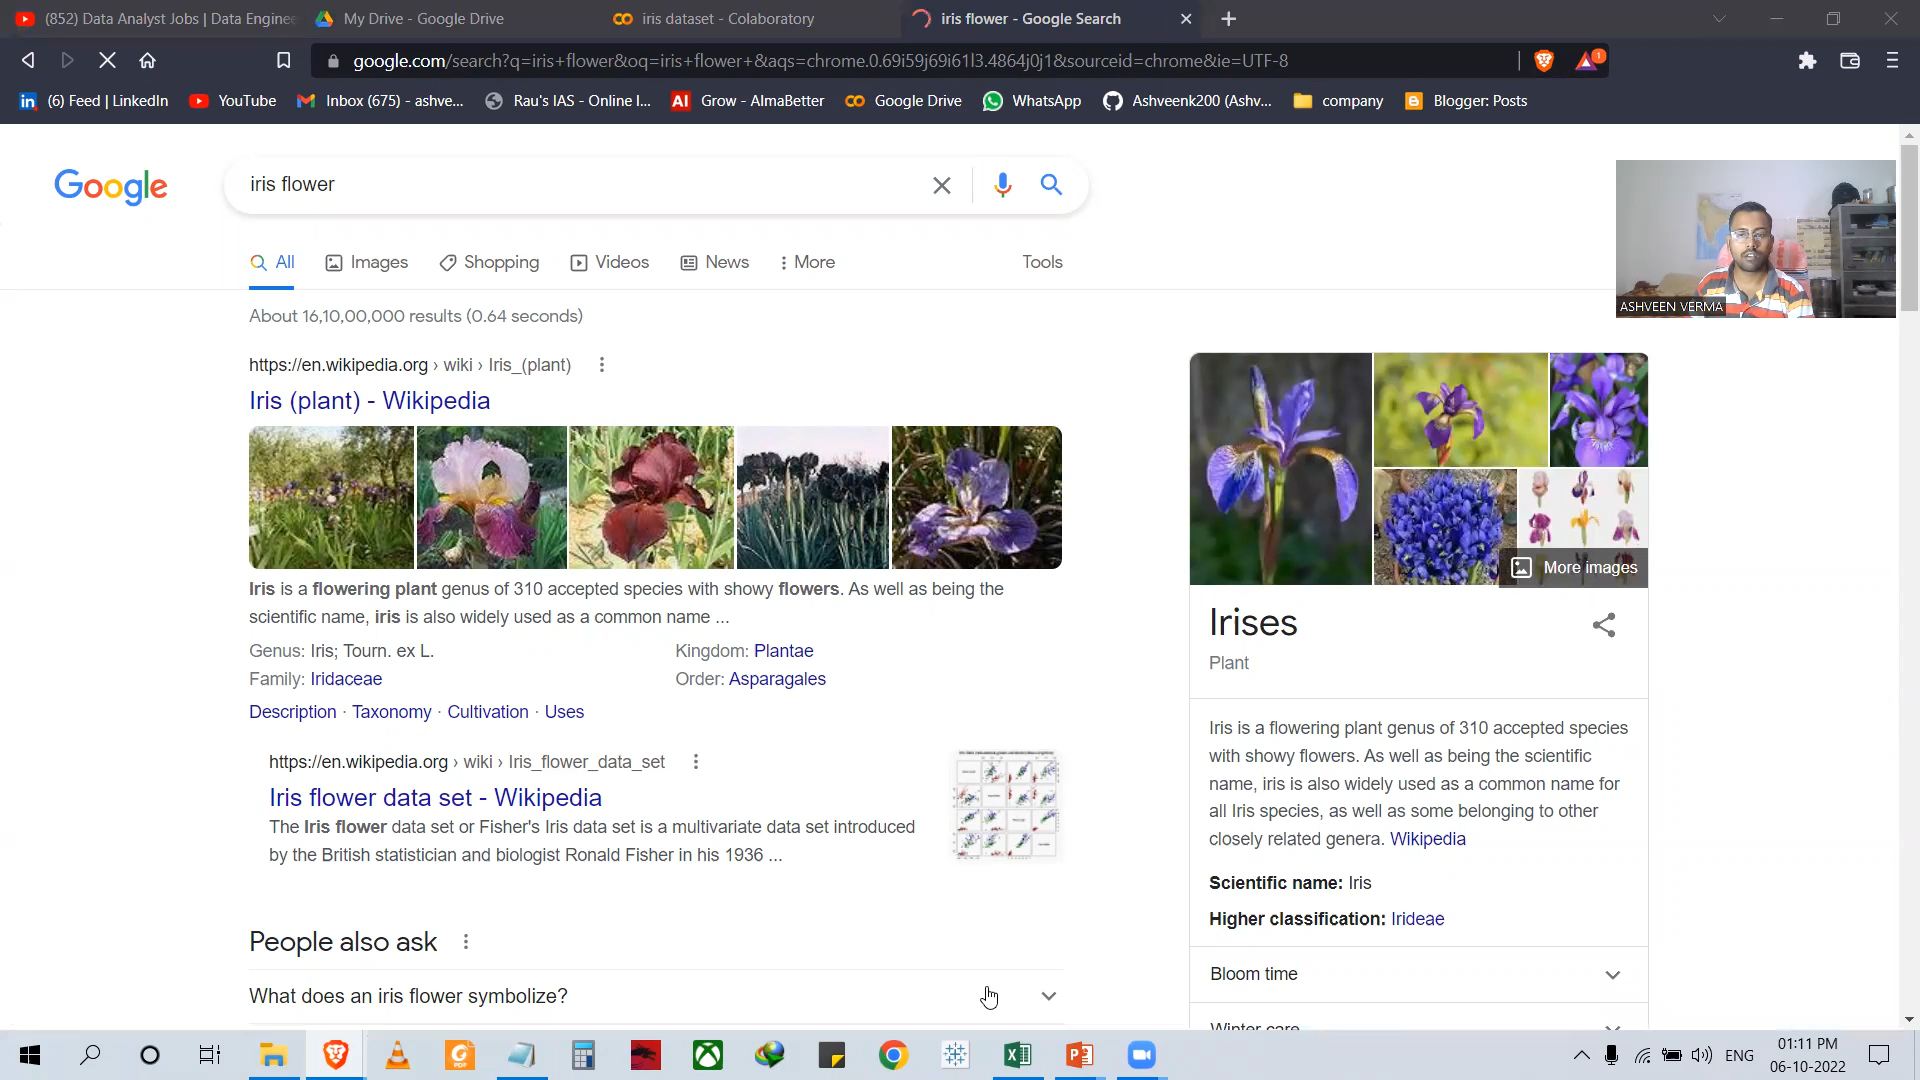 (852) Data Analyst Jobs | Data Enginee
My Drive - Google Drive
iris dataset - Colaboratory
iris flower - Google Search
google.com/search?q=iris+flower&oq=iris+flower+&aqs=chrome.0.69i59j69i61l3.4864j0j1&sourceid=chrome&ie=UTF-8
1
(6) Feed | LinkedIn
YouTube
Inbox (675) - ashve...
Rau's IAS - Online I...
Grow - AlmaBetter
Google Drive
WhatsApp
Ashveenk200 (Ashv...
company
Blogger: Posts
Google
iris flower
All
Images
Shopping
Videos
News
More
Tools
ASHVEEN VERMA
About 16,10,00,000 results (0.64 seconds)
https://en.wikipedia.org › wiki › Iris_(plant)
Iris (plant) - Wikipedia
Iris is a flowering plant genus of 310 accepted species with showy flowers. As well as being the
scientific name, iris is also widely used as a common name ...
Genus: Iris; Tourn. ex L.
Kingdom: Plantae
Family: Iridaceae
Order: Asparagales
Description · Taxonomy · Cultivation · Uses
https://en.wikipedia.org › wiki › Iris_flower_data_set
Iris flower data set - Wikipedia
The Iris flower data set or Fisher's Iris data set is a multivariate data set introduced
by the British statistician and biologist Ronald Fisher in his 1936 ...
People also ask
What does an iris flower symbolize?
More images
Irises
Plant
Iris is a flowering plant genus of 310 accepted species
with showy flowers. As well as being the scientific
name, iris is also widely used as a common name for
all Iris species, as well as some belonging to other
closely related genera. Wikipedia
Scientific name: Iris
Higher classification: Irideae
Bloom time
Winter care
ENG
01:11 PM
06-10-2022